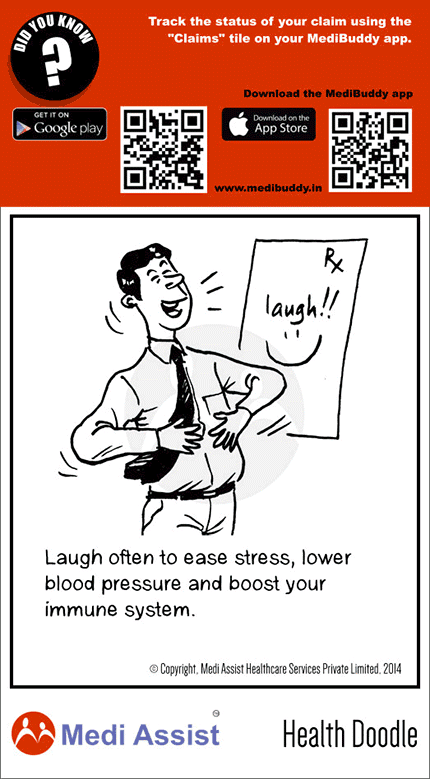 DID YOU KNOW
?
Track the status of your claim using the
"Claims" tile on your MediBuddy app.
Download the MediBuddy app
GET IT ON
Google play
Download on the
App Store
www.medibuddy.in
Rx
laugh!!
Laugh often to ease stress, lower
blood pressure and boost your
immune system.
© Copyright, Medi Assist Healthcare Services Private Limited, 2014
Medi Assist
Health Doodle